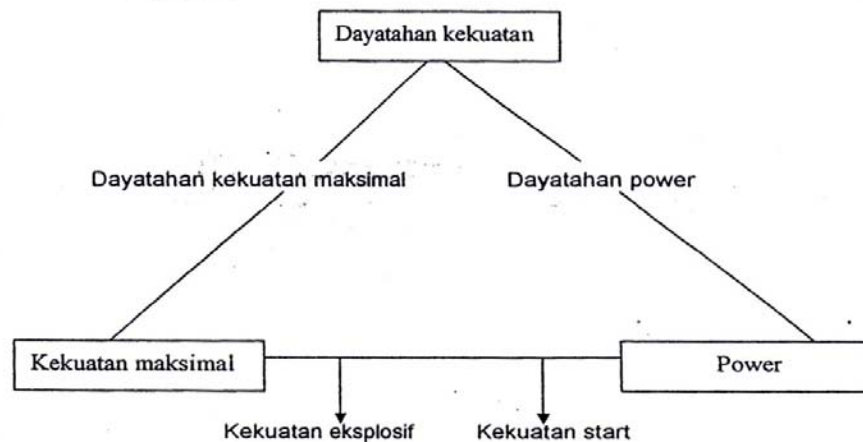 Dayatahan kekuatan
Dayatahan kekuatan maksimal
Dayatahan power
Kekuatan maksimal
Power
Kekuatan eksplosif
Kekuatan start